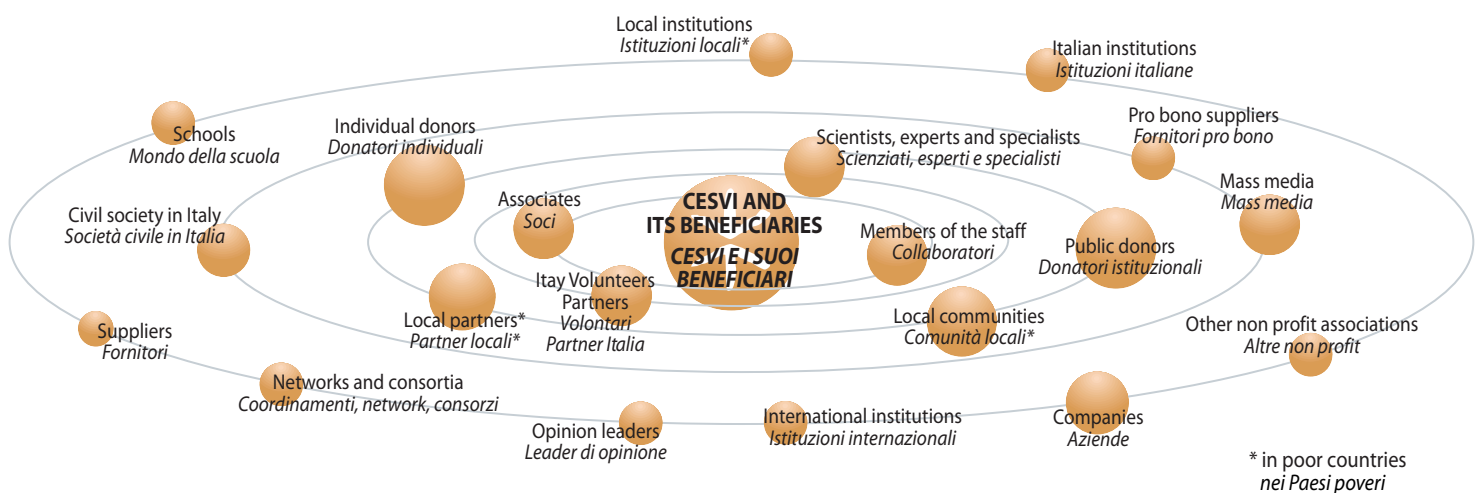 Local institutions
Istituzioni locali*
Italian institutions
Istituzioni italiane
Schools
Mondo della scuola
Individual donors
Donatori individuali
Scientists, experts and specialists
Scienziati, esperti e specialisti
Pro bono suppliers
Fornitori pro bono
Mass media
Mass media
Civil society in Italy
Società civile in Italia
Associates
Soci
CESVI AND
ITS BENEFICIARIES
CESVI E I SUOI
BENEFICIARI
Members of the staff
Collaboratori
Public donors
Donatori istituzionali
Itay Volunteers
Partners
Volontari
Partner Italia
Local partners*
Partner locali*
Local communities
Comunità locali*
Suppliers
Fornitori
Other non profit associations
Altre non profit
Networks and consortia
Coordinamenti, network, consorzi
Opinion leaders
Leader di opinione
International institutions
Istituzioni internazionali
Companies
Aziende
* in poor countries
nei Paesi poveri